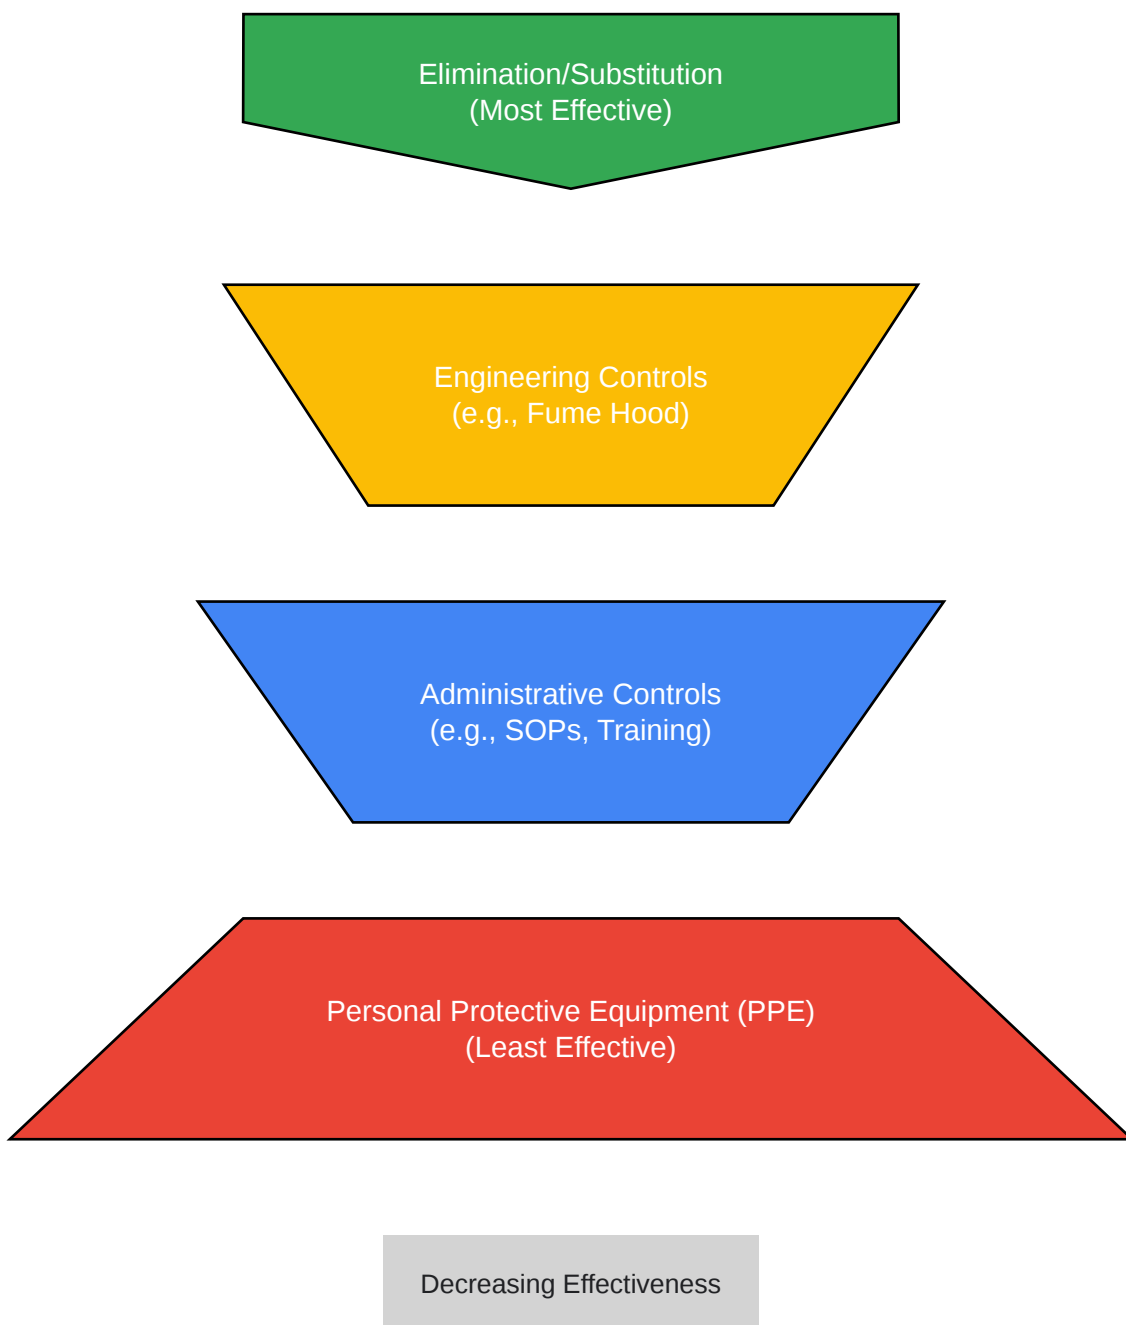 Elimination/Substitution
(Most Effective)
Engineering Controls
(e.g., Fume Hood)
Administrative Controls
(e.g., SOPs, Training)
Personal Protective Equipment (PPE)
(Least Effective)
Decreasing Effectiveness